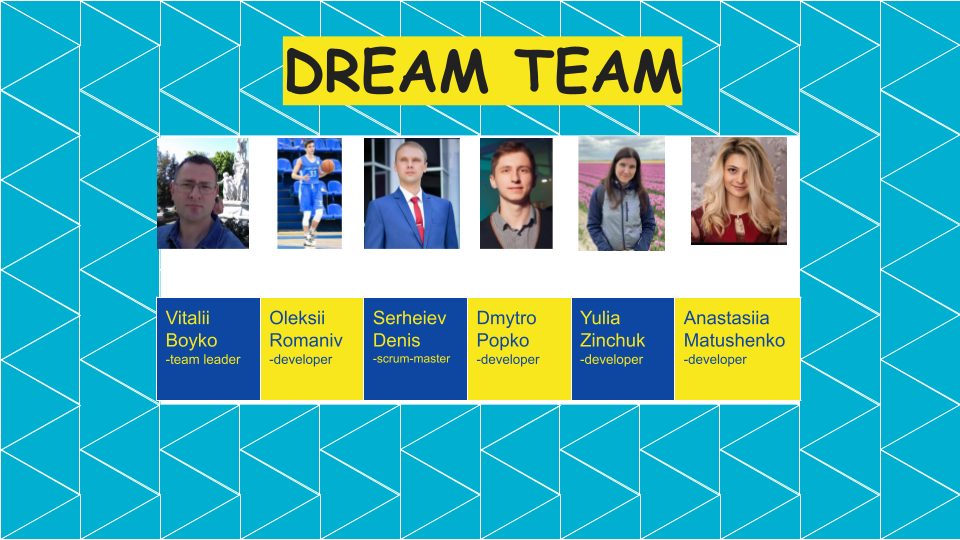 DREAM TEAM
Vitalii
Boyko
-team leader
Oleksii
Romaniv
-developer
Serheiev
Denis
-scrum-master
Dmytro
Popko
-developer
Yulia
Zinchuk
-developer
Anastasiia
Matushenko
-developer